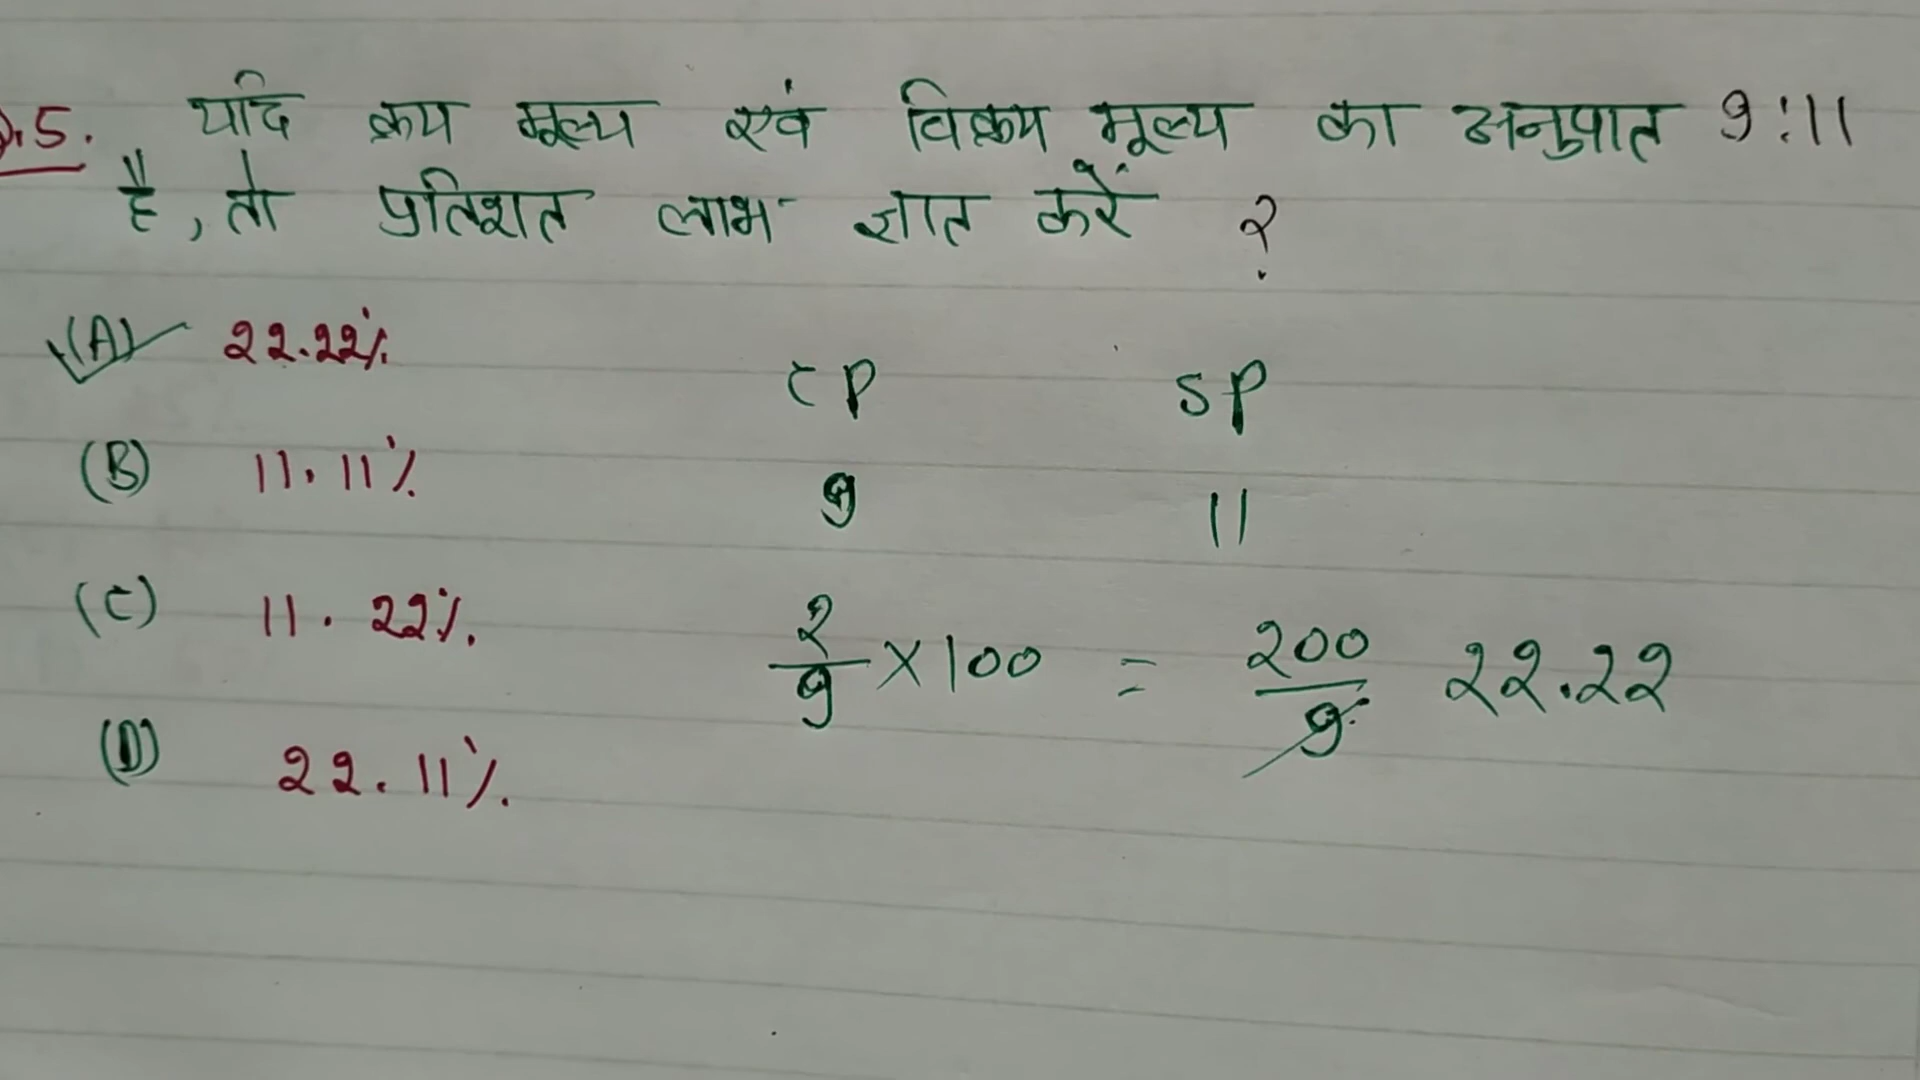 Q.5. यदि क्रय मूल्य एवं विक्रय मूल्य का अनुपात 9:11
है, तो प्रतिशत लाभ ज्ञात करें ?
(A) 22.22%
CP SP
(B) 11.11%
9 11
(C) 11.22%.
2/9 × 100 = 200/9 22.22
(D) 22.11%.